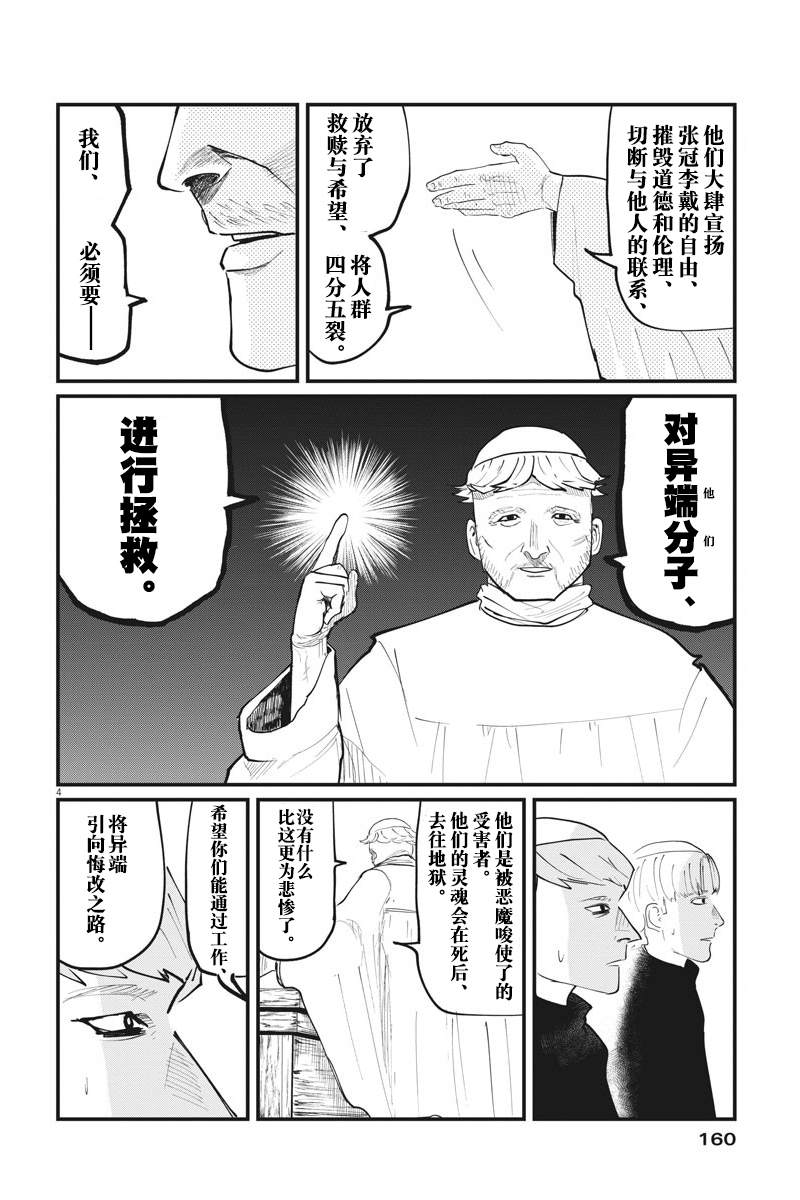 他们大肆宣扬
张冠李戴的自由、
摧毁道德和伦理、
切断与他人的联系、
放弃了
救赎与希望、
将人群
四分五裂。
我们、
必须要——
对异端分子、
他们
进行拯救。
他们是被恶魔唆使了的
受害者。
他们的灵魂会在死后、
去往地狱。
没有什么
比这更为悲惨了。
希望你们能通过工作、
将异端
引向悔改之路。
4
160